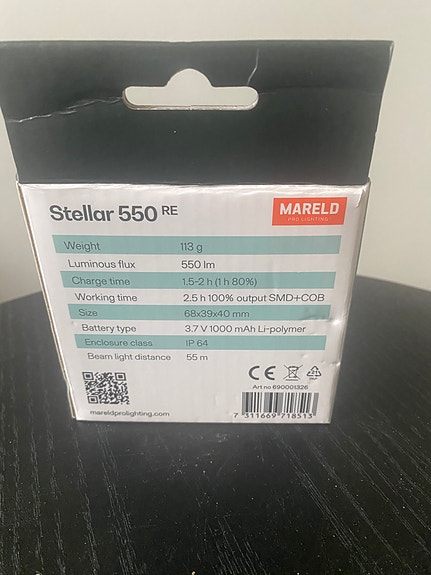 Stellar 550 RE
MARELD
PRO LIGHTING
Weight 113 g
Luminous flux 550 lm
Charge time 1.5-2 h (1 h 80%)
Working time 2.5 h 100% output SMD+COB
Size 68x39x40 mm
Battery type 3.7 V 1000 mAh Li-polymer
Enclosure class IP 64
Beam light distance 55 m
CE
Art no 690001326
mareldprolighting.com
7 311669 718513